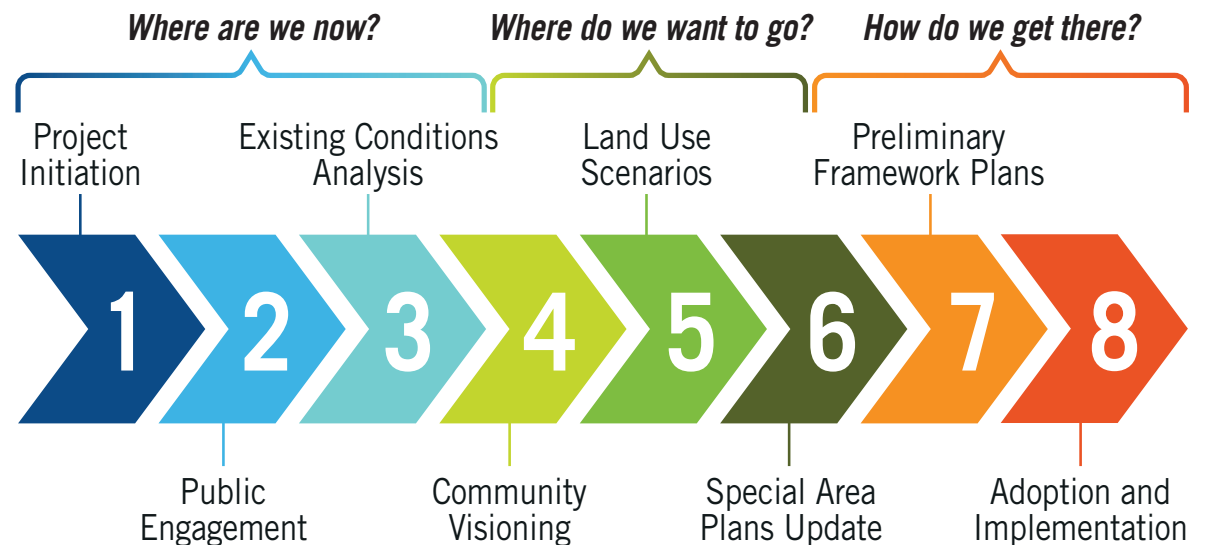 Where are we now?
Where do we want to go?
How do we get there?
Project
Initiation
Existing Conditions
Analysis
Land Use
Scenarios
Preliminary
Framework Plans
1
2
3
4
5
6
7
8
Public
Engagement
Community
Visioning
Special Area
Plans Update
Adoption and
Implementation